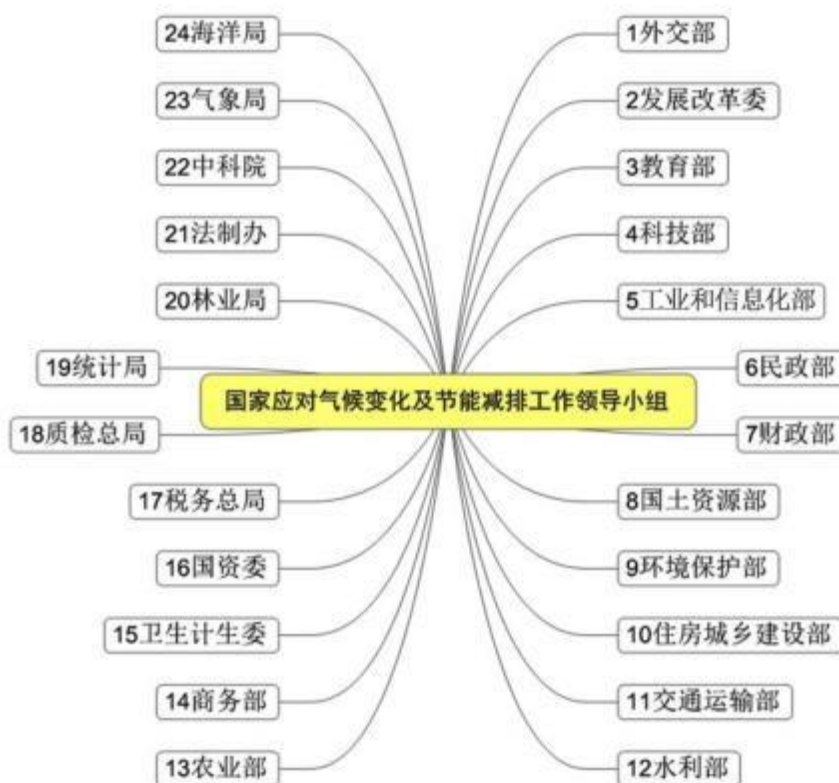 24海洋局
23气象局
22中科院
21法制办
20林业局
19统计局
18质检总局
17税务总局
16国资委
15卫生计生委
14商务部
13农业部
国家应对气候变化及节能减排工作领导小组
1外交部
2发展改革委
3教育部
4科技部
5工业和信息化部
6民政部
7财政部
8国土资源部
9环境保护部
10住房城乡建设部
11交通运输部
12水利部